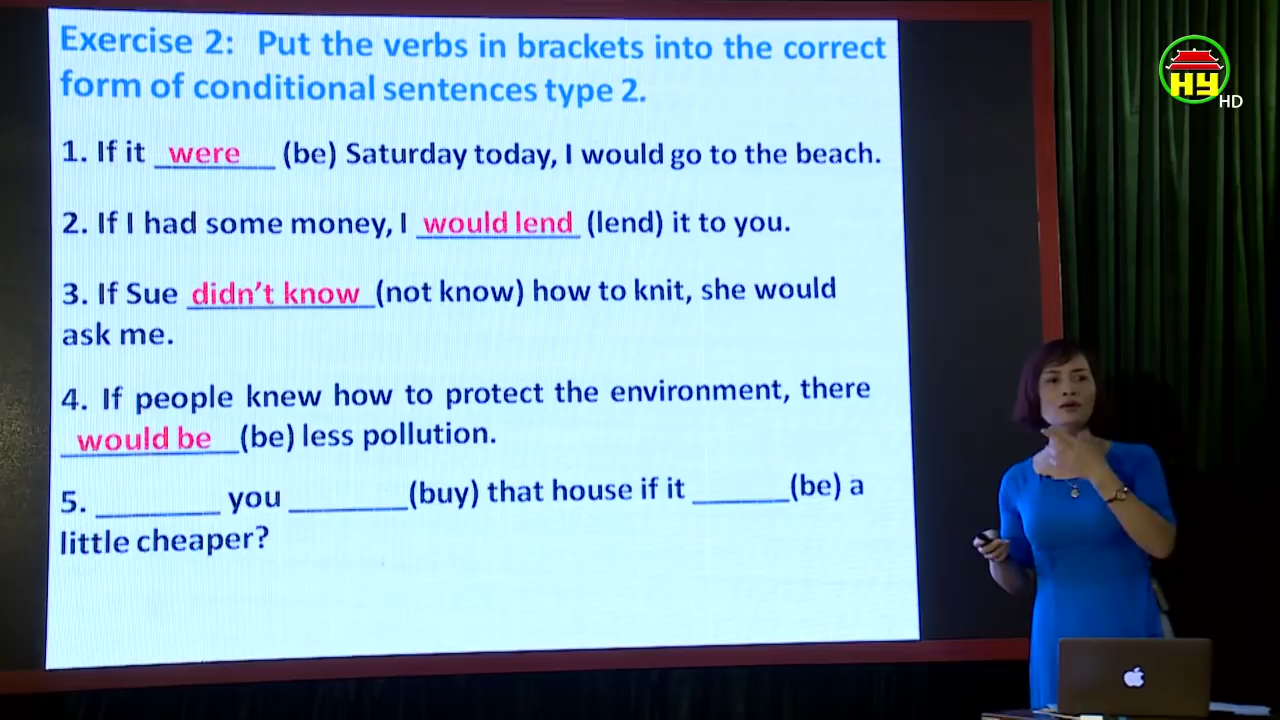 Exercise 2: Put the verbs in brackets into the correct
form of conditional sentences type 2.
1. If it __were__ (be) Saturday today, I would go to the beach.
2. If I had some money, I would lend (lend) it to you.
3. If Sue didn't know (not know) how to knit, she would
ask me.
4. If people knew how to protect the environment, there
would be (be) less pollution.
5. ________ you ________(buy) that house if it ______(be) a
little cheaper?
HY
HD